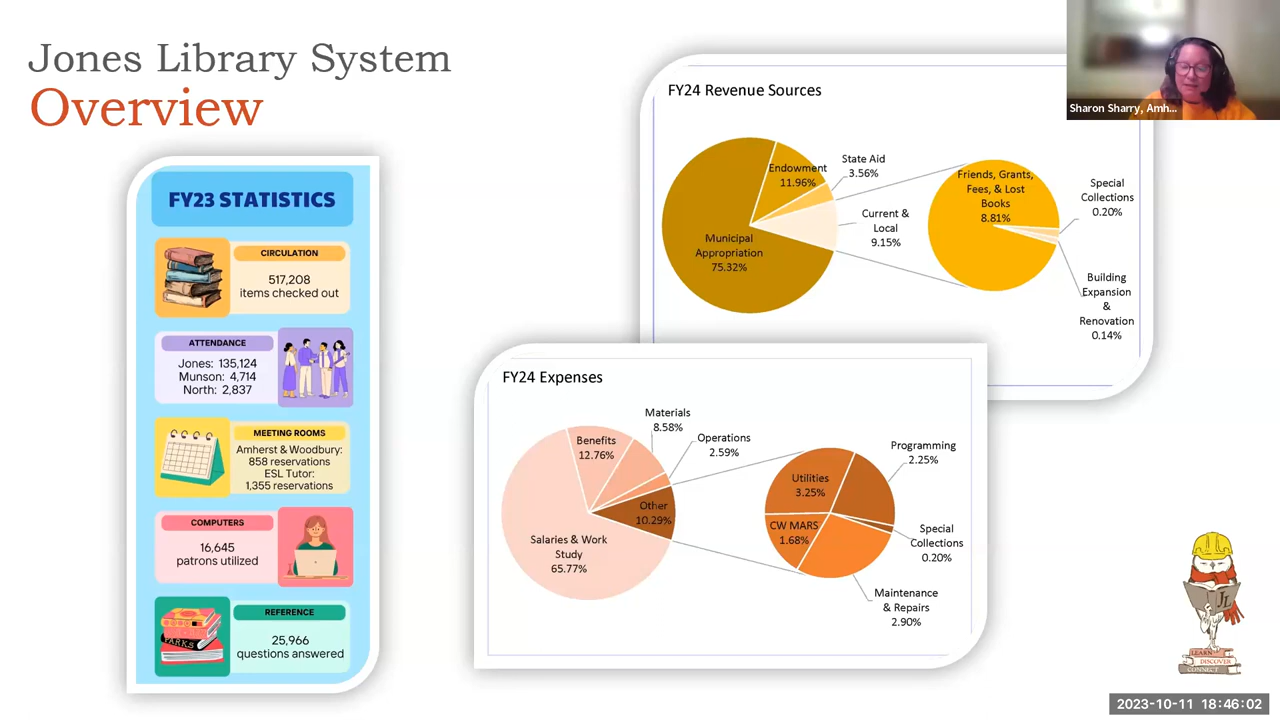 Jones Library System
Overview
FY23 STATISTICS
CIRCULATION
517,208
items checked out
ATTENDANCE
Jones: 135,124
Munson: 4,714
North: 2,837
MEETING ROOMS
Amherst & Woodbury:
858 reservations
ESL Tutor:
1,355 reservations
COMPUTERS
16,645
patrons utilized
REFERENCE
25,966
questions answered
PARKS
FY24 Revenue Sources
Municipal
Appropriation
75.32%
Endowment
11.96%
State Aid
3.56%
Current &
Local
9.15%
Friends, Grants,
Fees, & Lost
Books
8.81%
Special
Collections
0.20%
Building
Expansion
&
Renovation
0.14%
FY24 Expenses
Salaries & Work
Study
65.77%
Benefits
12.76%
Materials
8.58%
Operations
2.59%
Other
10.29%
Utilities
3.25%
CW MARS
1.68%
Programming
2.25%
Special
Collections
0.20%
Maintenance
& Repairs
2.90%
Sharon Sharry, Amh...
JL
LEARN
DISCOVER
CONNECT
2023-10-11 18:46:02